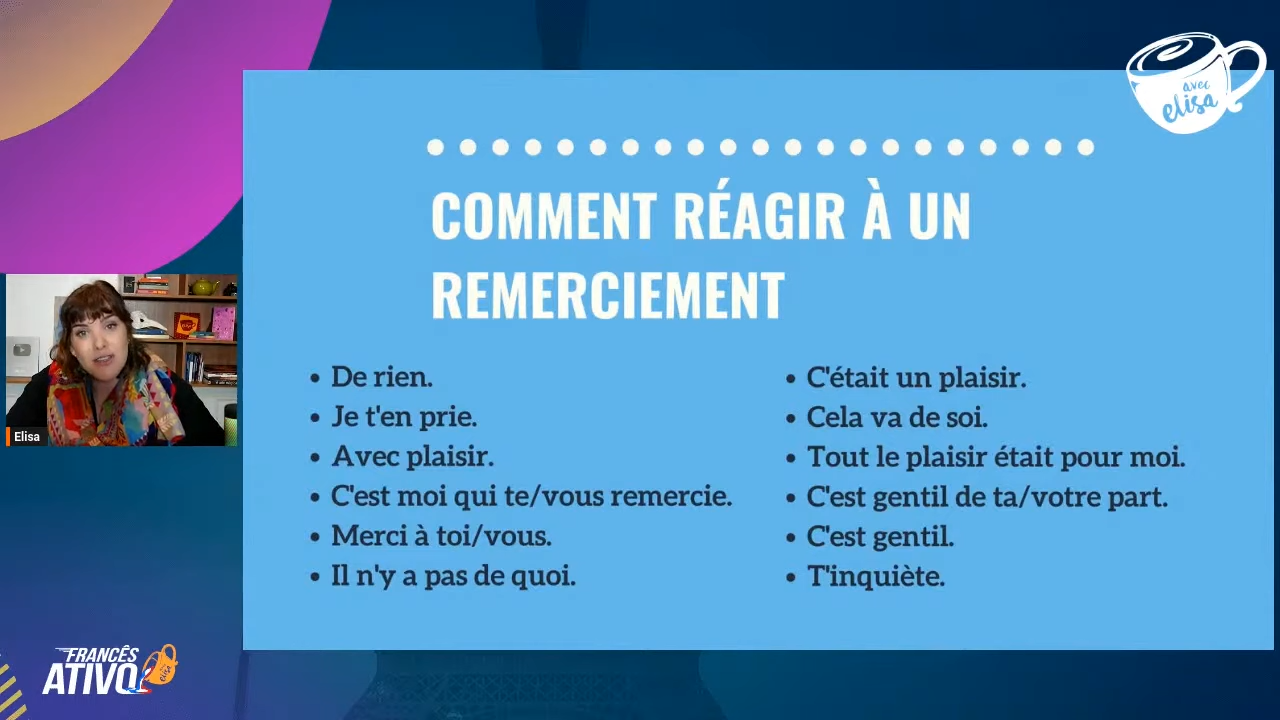 avec
elisa
COMMENT RÉAGIR À UN
REMERCIEMENT
De rien.
Je t'en prie.
Avec plaisir.
C'est moi qui te/vous remercie.
Merci à toi/vous.
Il n'y a pas de quoi.
C'était un plaisir.
Cela va de soi.
Tout le plaisir était pour moi.
C'est gentil de ta/votre part.
C'est gentil.
T'inquiète.
Elisa
FRANCÊS
ATIVO